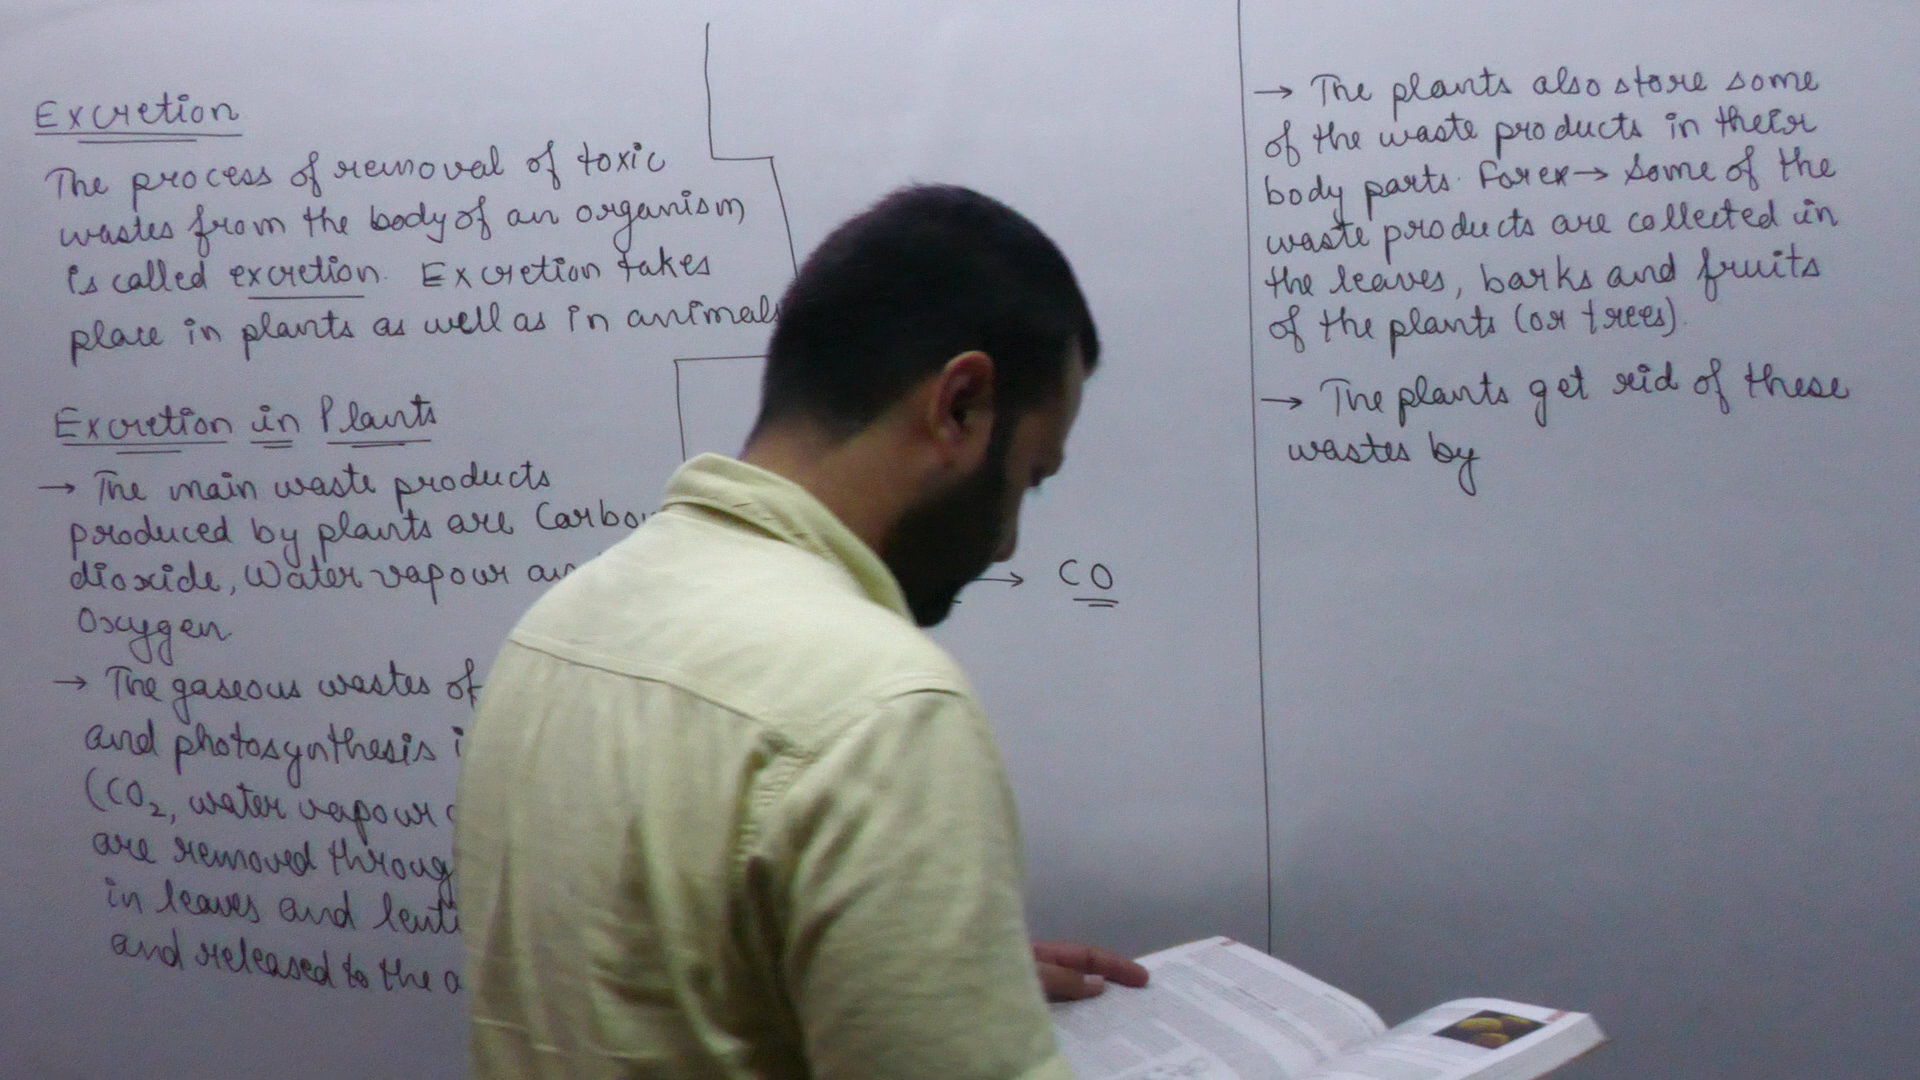 Excretion
The process of removal of toxic
wastes from the body of an organism
is called excretion. Excretion takes
place in plants as well as in animals
Excretion in Plants
→ The main waste products
produced by plants are Carbo
dioxide, Water vapour an
Oxygen
→ The gaseous wastes of
and photosynthesis i
(CO₂, water vapour
are removed throug
in leaves and lenti
and released to the a
→ CO
→ The plants also store some
of the waste products in their
body parts. For ex → Some of the
waste products are collected in
the leaves, barks and fruits
of the plants (or trees).
→ The plants get rid of these
wastes by